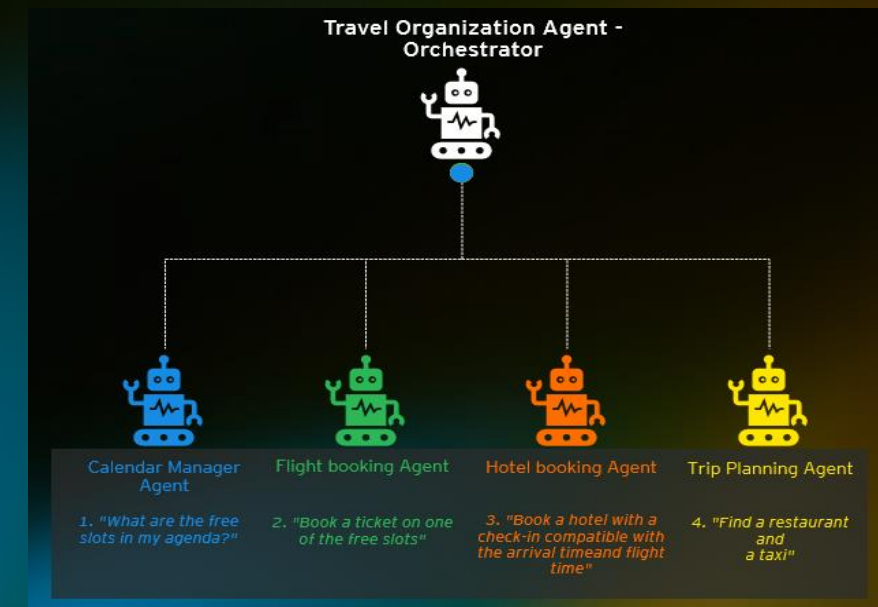 Travel Organization Agent -
Orchestrator
Calendar Manager
Agent
Flight booking Agent
Hotel booking Agent
Trip Planning Agent
1. "What are the free
slots in my agenda?"
2. "Book a ticket on one
of the free slots"
3. "Book a hotel with a
check-in compatible with
the arrival timeand flight
time"
4. "Find a restaurant
and
a taxi"